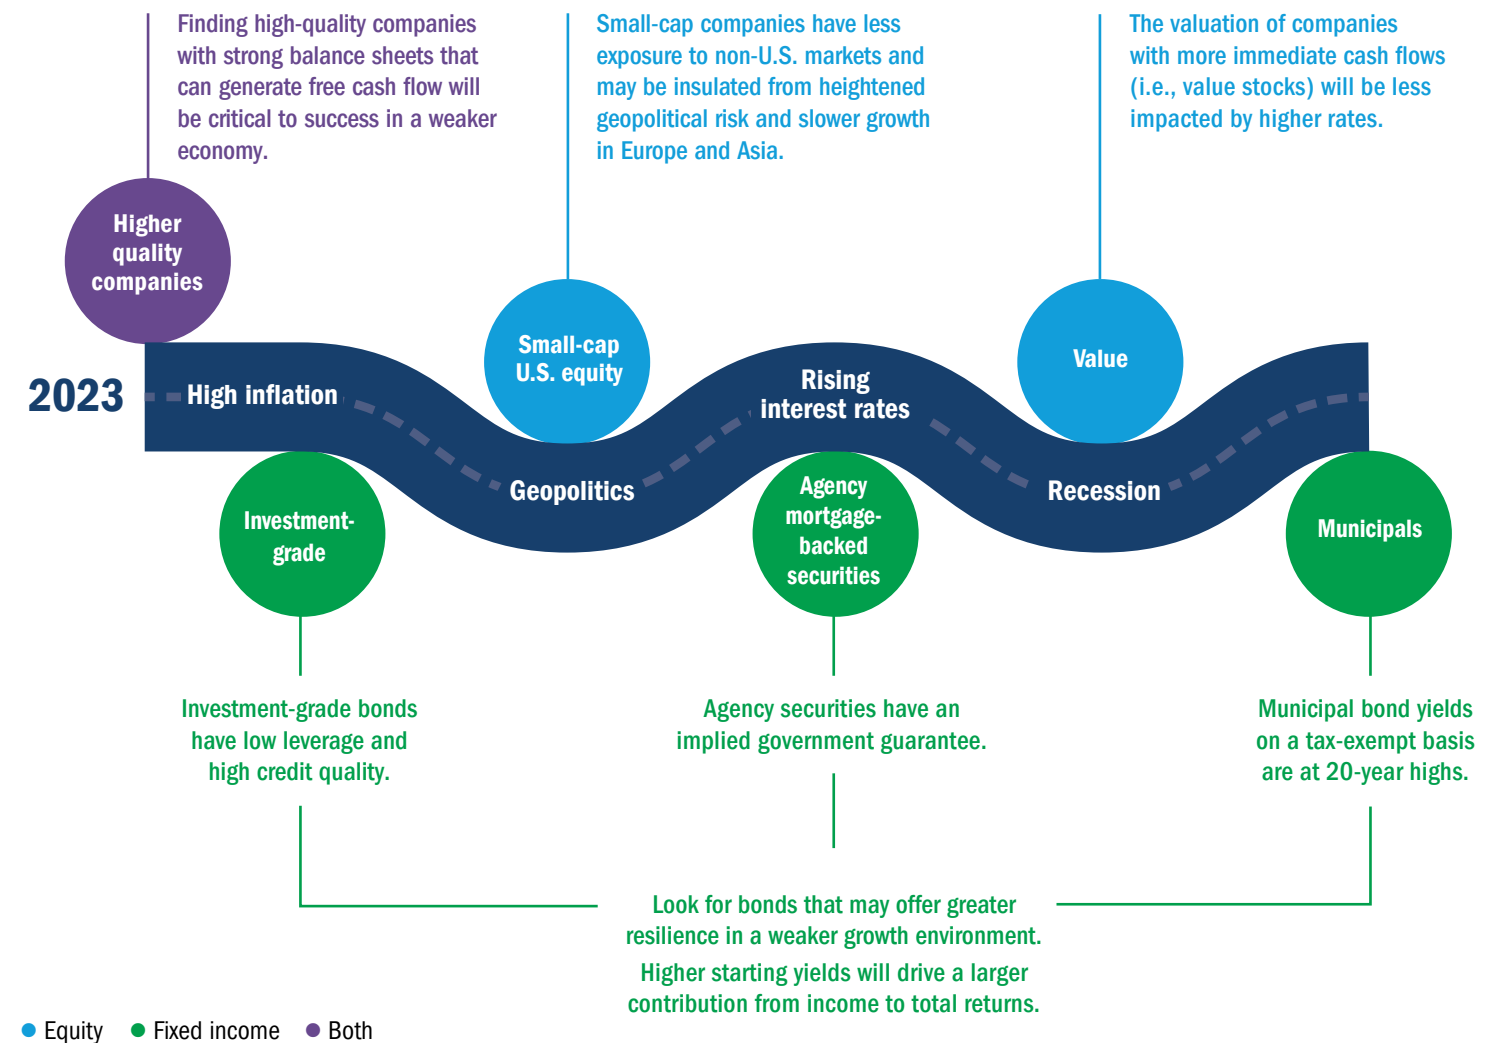 Finding high-quality companies
with strong balance sheets that
can generate free cash flow will
be critical to success in a weaker
economy.
Small-cap companies have less
exposure to non-U.S. markets and
may be insulated from heightened
geopolitical risk and slower growth
in Europe and Asia.
The valuation of companies
with more immediate cash flows
(i.e., value stocks) will be less
impacted by higher rates.
Higher
quality
companies
Small-cap
U.S. equity
Value
2023
High inflation
Geopolitics
Rising
interest rates
Recession
Investment-
grade
Agency
mortgage-
backed
securities
Municipals
Investment-grade bonds
have low leverage and
high credit quality.
Agency securities have an
implied government guarantee.
Municipal bond yields
on a tax-exempt basis
are at 20-year highs.
Look for bonds that may offer greater
resilience in a weaker growth environment.
Higher starting yields will drive a larger
contribution from income to total returns.
Equity
Fixed income
Both